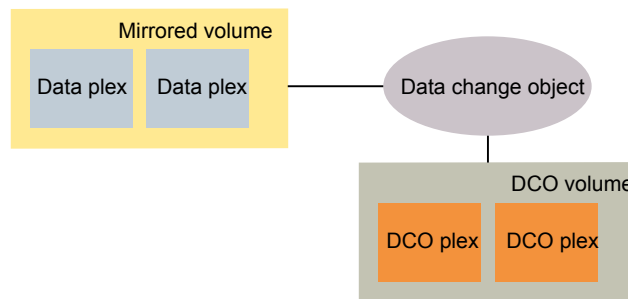 Mirrored volume
Data plex Data plex
Data change object
DCO volume
DCO plex DCO plex